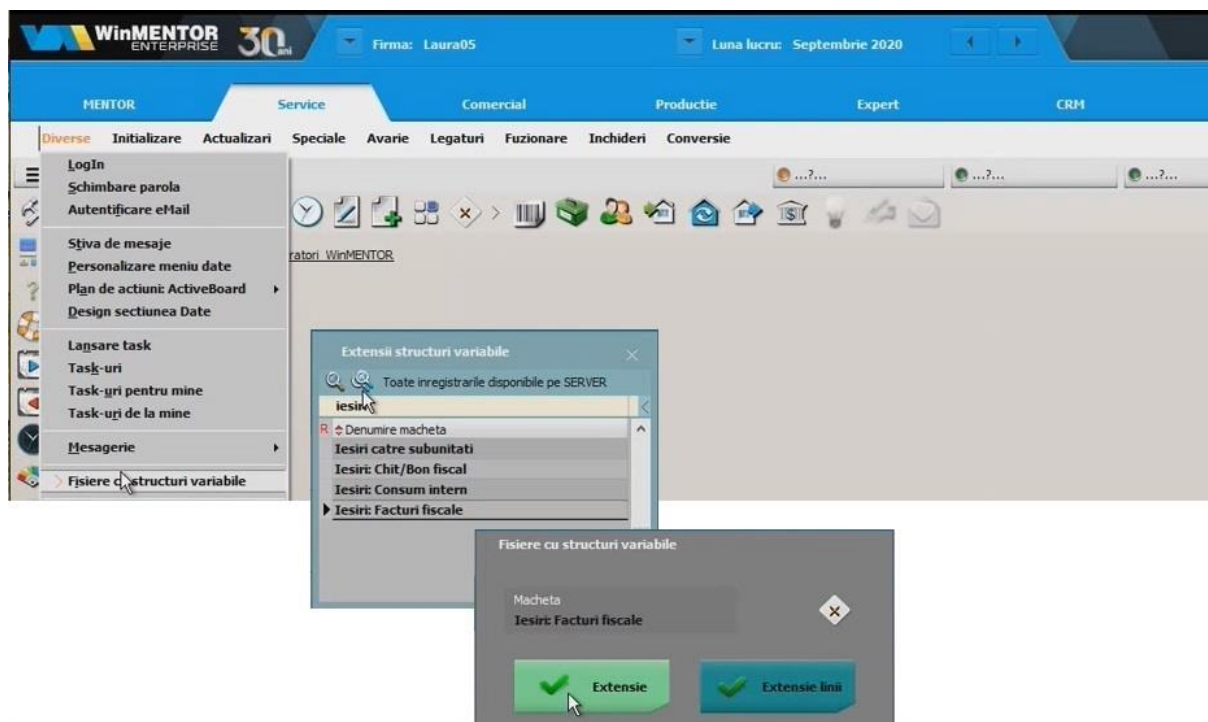 WinMENTOR
ENTERPRISE
30 ani
Firma: Laura05
Luna lucru: Septembrie 2020
MENTOR
Service
Comercial
Productie
Expert
CRM
Diverse Initializare Actualizari Speciale Avarie Legaturi Fuzionare Inchideri Conversie
LogIn
Schimbare parola
Autentificare eMail
Stiva de mesaje
Personalizare meniu date
Plan de actiuni: ActiveBoard
Design sectiunea Date
Lansare task
Task-uri
Task-uri pentru mine
Task-uri de la mine
Mesagerie
Fisiere cu structuri variabile
...?...
...?...
...?...
ratori WinMENTOR
Extensii structuri variabile
Toate inregistrarile disponibile pe SERVER
iesiri
R Denumire macheta
Iesiri catre subunitati
Iesiri: Chit/Bon fiscal
Iesiri: Consum intern
Iesiri: Facturi fiscale
Fisiere cu structuri variabile
Macheta
Iesiri: Facturi fiscale
Extensie
Extensie linii